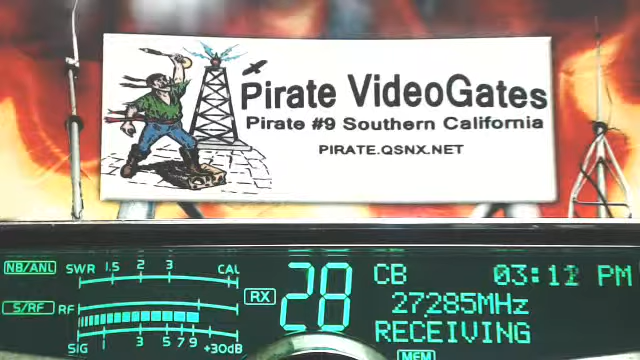 Pirate VideoGates
Pirate #9 Southern California
PIRATE.QSNX.NET
NB/ANL SWR 1.5 2 3 CAL
S/RF RF
SIG 3 5 7 9 +30dB
RX 28
CB 03:12 PM
27285MHz
RECEIVING
MEM